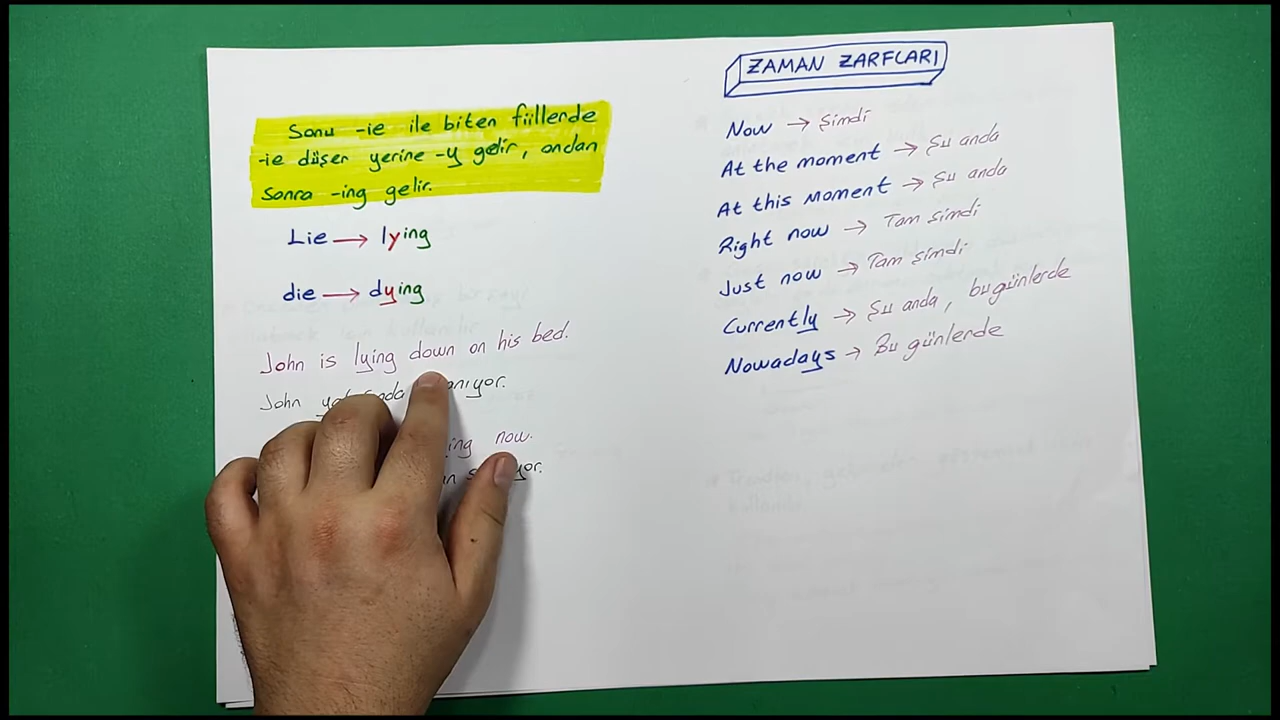 Sonu -ie ile biten fiillerde
-ie düşer yerine -y gelir, ondan
sonra -ing gelir.
Lie → lying
die → dying
John is lying down on his bed.
John
now.
ZAMAN ZARFLARI
Now → Şimdi
At the moment → Şu anda
At this moment → Şu anda
Right now → Tam şimdi
Just now → Tam şimdi
Currently → Şu anda, bugünlerde
Nowadays → Bu günlerde